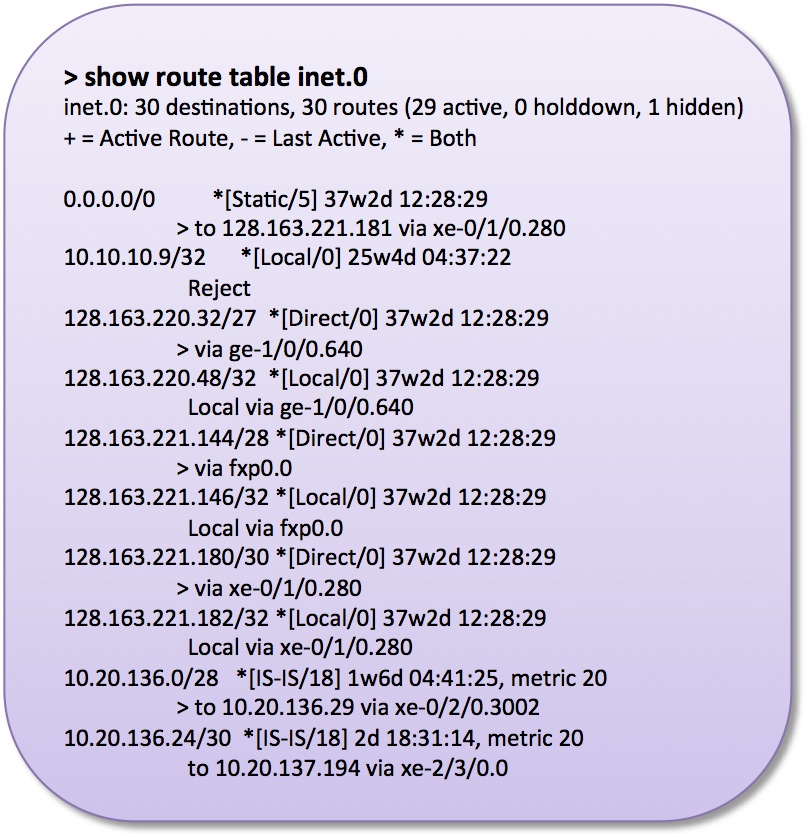 > show route table inet.0
inet.0: 30 destinations, 30 routes (29 active, 0 holddown, 1 hidden)
+ = Active Route, - = Last Active, * = Both
0.0.0.0/0 *[Static/5] 37w2d 12:28:29
> to 128.163.221.181 via xe-0/1/0.280
10.10.10.9/32 *[Local/0] 25w4d 04:37:22
Reject
128.163.220.32/27 *[Direct/0] 37w2d 12:28:29
> via ge-1/0/0.640
128.163.220.48/32 *[Local/0] 37w2d 12:28:29
Local via ge-1/0/0.640
128.163.221.144/28 *[Direct/0] 37w2d 12:28:29
> via fxp0.0
128.163.221.146/32 *[Local/0] 37w2d 12:28:29
Local via fxp0.0
128.163.221.180/30 *[Direct/0] 37w2d 12:28:29
> via xe-0/1/0.280
128.163.221.182/32 *[Local/0] 37w2d 12:28:29
Local via xe-0/1/0.280
10.20.136.0/28 *[IS-IS/18] 1w6d 04:41:25, metric 20
> to 10.20.136.29 via xe-0/2/0.3002
10.20.136.24/30 *[IS-IS/18] 2d 18:31:14, metric 20
to 10.20.137.194 via xe-2/3/0.0